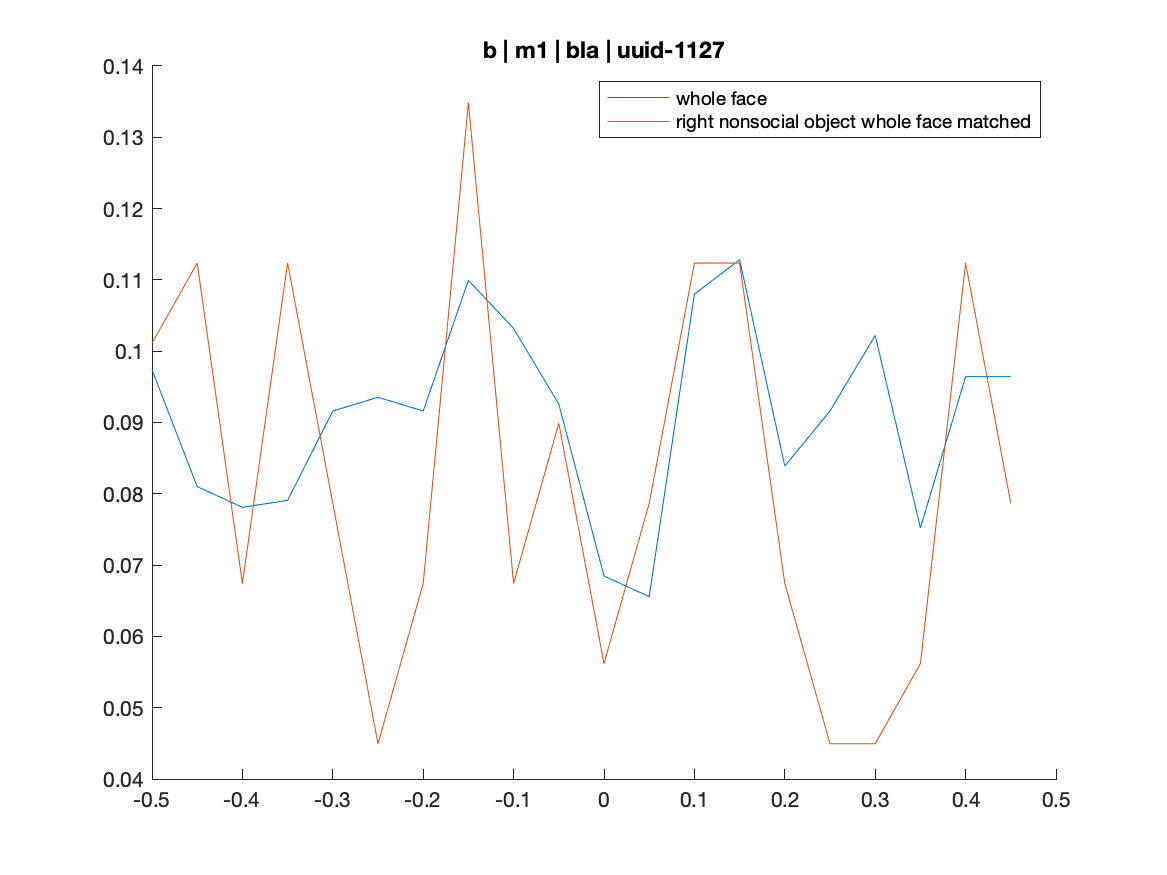 b | m1 | bla | uuid-1127
whole face
right nonsocial object whole face matched
0.14
0.13
0.12
0.11
0.1
0.09
0.08
0.07
0.06
0.05
0.04
-0.5 -0.4 -0.3 -0.2 -0.1 0 0.1 0.2 0.3 0.4 0.5